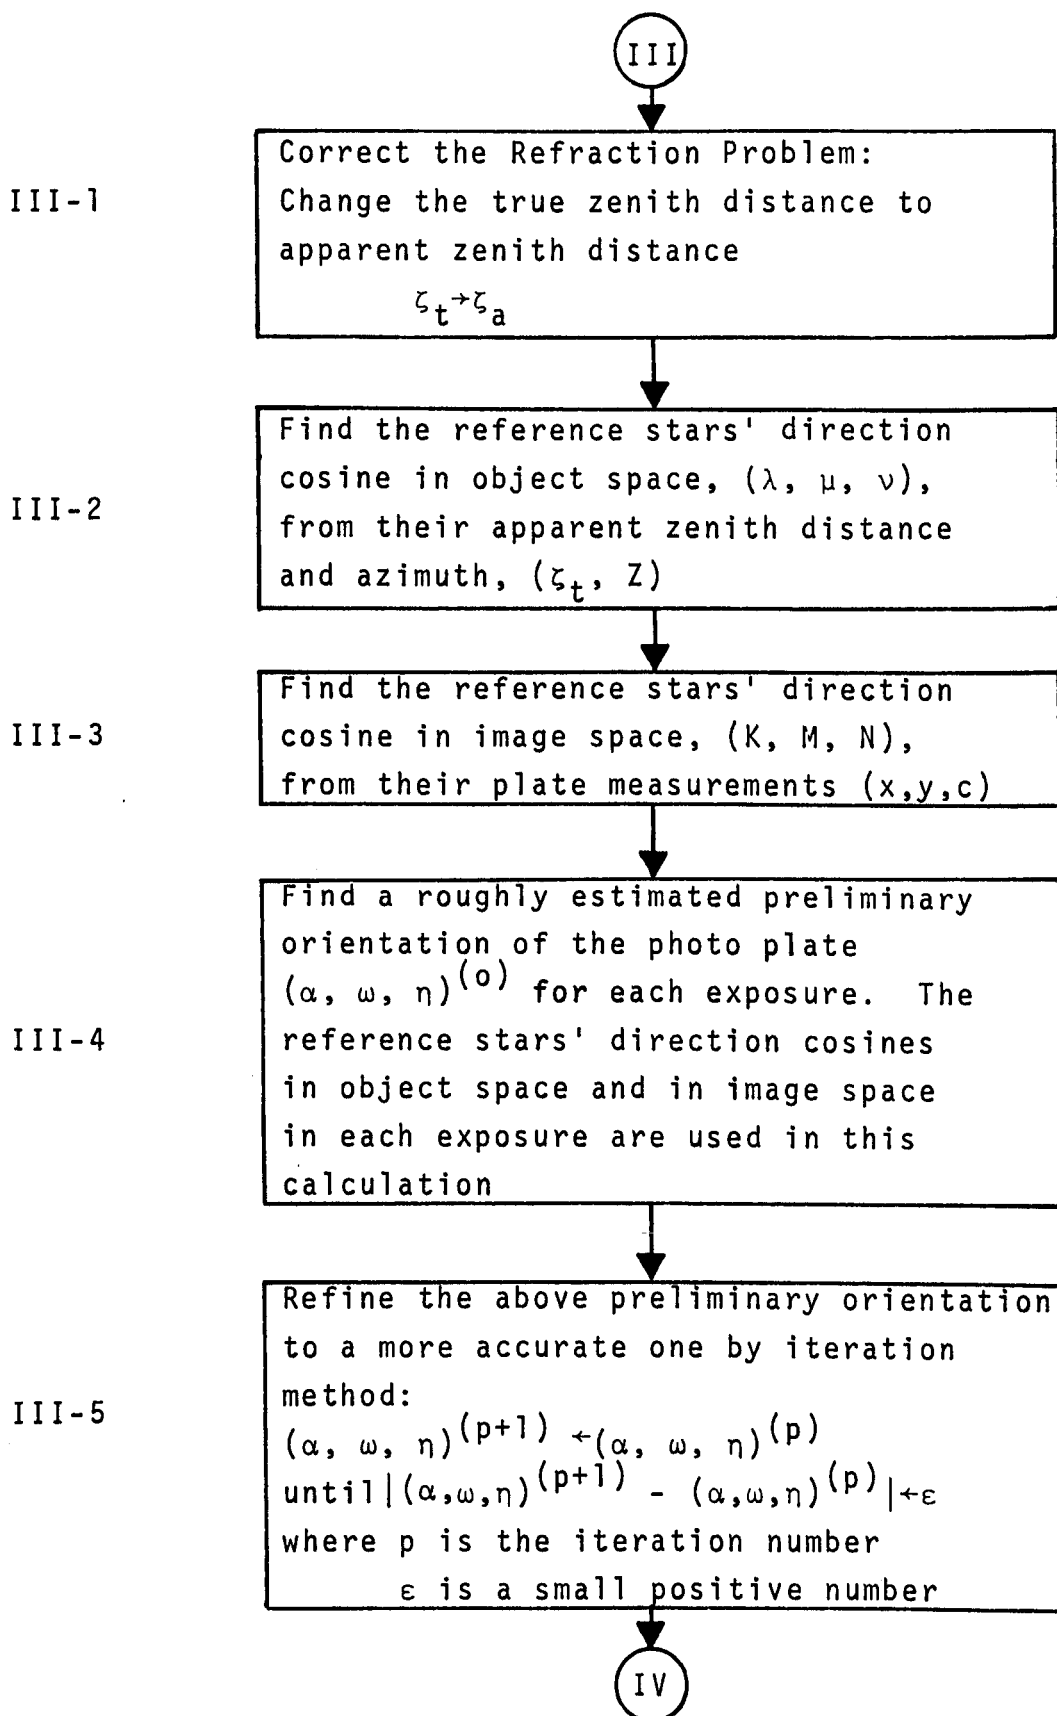 III
III-1
Correct the Refraction Problem:
Change the true zenith distance to
apparent zenith distance
ζt→ζa
III-2
Find the reference stars' direction
cosine in object space, (λ, μ, ν),
from their apparent zenith distance
and azimuth, (ζt, Z)
III-3
Find the reference stars' direction
cosine in image space, (K, M, N),
from their plate measurements (x,y,c)
III-4
Find a roughly estimated preliminary
orientation of the photo plate
(α, ω, η)(o) for each exposure. The
reference stars' direction cosines
in object space and in image space
in each exposure are used in this
calculation
III-5
Refine the above preliminary orientation
to a more accurate one by iteration
method:
(α, ω, η)(p+1) ←(α, ω, η)(p)
until|(α,ω,η)(p+1) - (α,ω,η)(p)|←ε
where p is the iteration number
ε is a small positive number
IV